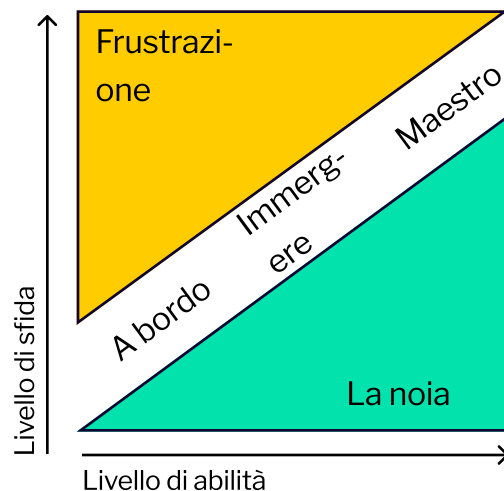 Frustrazi-
one
Maestro
Immerg-
ere
A bordo
La noia
Livello di sfida
Livello di abilità